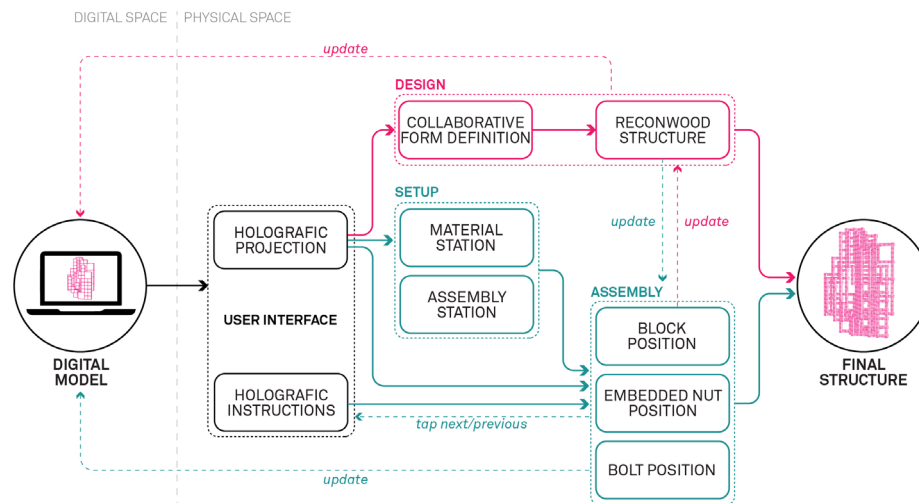 DIGITAL SPACE
PHYSICAL SPACE
update
DESIGN
COLLABORATIVE
FORM DEFINITION
RECONWOOD
STRUCTURE
SETUP
HOLOGRAFIC
PROJECTION
MATERIAL
STATION
update
update
ASSEMBLY
ASSEMBLY
STATION
USER INTERFACE
BLOCK
POSITION
DIGITAL
MODEL
FINAL
STRUCTURE
HOLOGRAFIC
INSTRUCTIONS
EMBEDDED NUT
POSITION
tap next/previous
BOLT POSITION
update